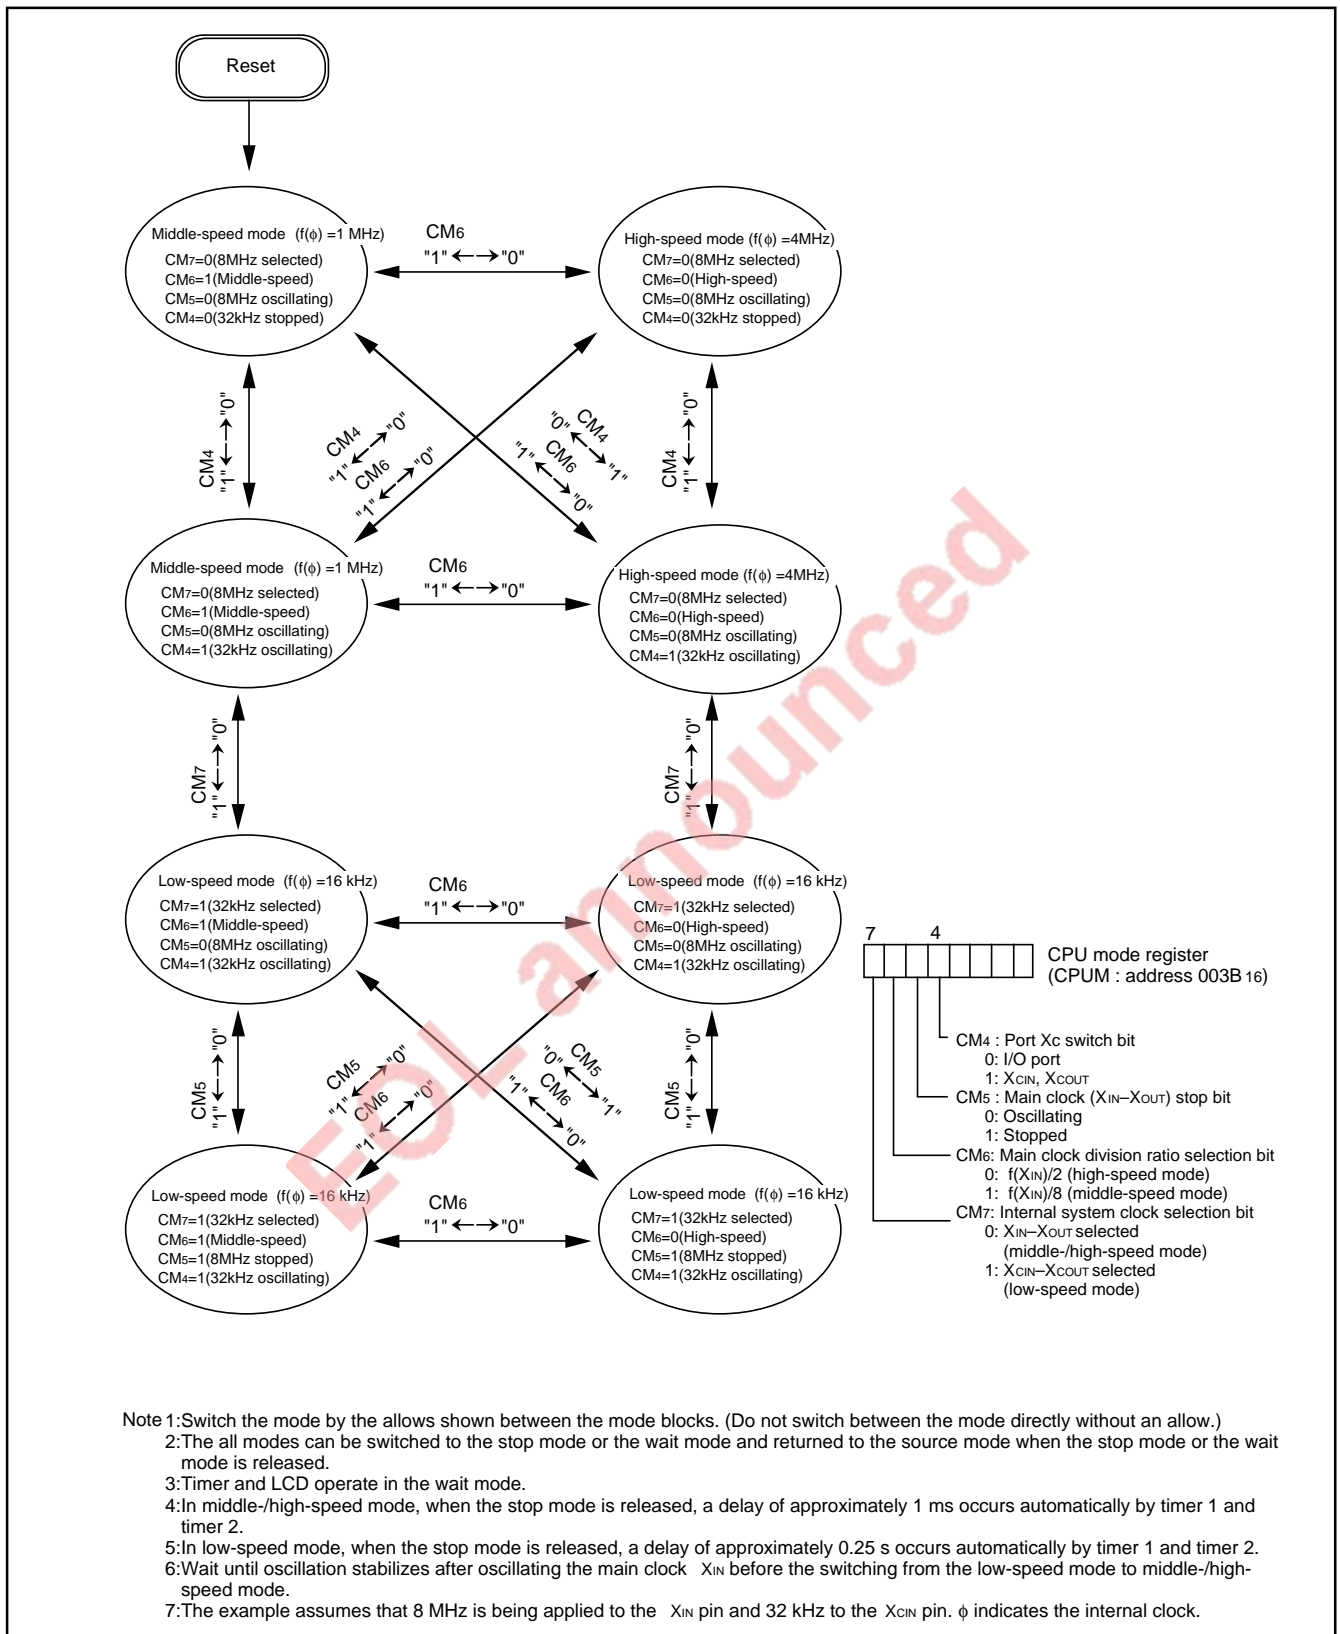 Reset
Middle-speed mode (f(ϕ) =1 MHz)
CM7=0(8MHz selected)
CM6=1(Middle-speed)
CM5=0(8MHz oscillating)
CM4=0(32kHz stopped)
CM6
"1" ←→ "0"
High-speed mode (f(ϕ) =4MHz)
CM7=0(8MHz selected)
CM6=0(High-speed)
CM5=0(8MHz oscillating)
CM4=0(32kHz stopped)
CM4
"1" ←→ "0"
CM4
"1" ←→ "0"
CM6
"1" ←→ "0"
CM4
"0" ←→ "1"
CM6
"1" ←→ "0"
CM4
"1" ←→ "0"
Middle-speed mode (f(ϕ) =1 MHz)
CM7=0(8MHz selected)
CM6=1(Middle-speed)
CM5=0(8MHz oscillating)
CM4=1(32kHz oscillating)
CM6
"1" ←→ "0"
High-speed mode (f(ϕ) =4MHz)
CM7=0(8MHz selected)
CM6=0(High-speed)
CM5=0(8MHz oscillating)
CM4=1(32kHz oscillating)
CM7
"1" ←→ "0"
CM7
"1" ←→ "0"
Low-speed mode (f(ϕ) =16 kHz)
CM7=1(32kHz selected)
CM6=1(Middle-speed)
CM5=0(8MHz oscillating)
CM4=1(32kHz oscillating)
CM6
"1" ←→ "0"
Low-speed mode (f(ϕ) =16 kHz)
CM7=1(32kHz selected)
CM6=0(High-speed)
CM5=0(8MHz oscillating)
CM4=1(32kHz oscillating)
CM5
"1" ←→ "0"
CM5
"1" ←→ "0"
CM6
"1" ←→ "0"
CM5
"0" ←→ "1"
CM6
"1" ←→ "0"
CM5
"1" ←→ "0"
Low-speed mode (f(ϕ) =16 kHz)
CM7=1(32kHz selected)
CM6=1(Middle-speed)
CM5=1(8MHz stopped)
CM4=1(32kHz oscillating)
CM6
"1" ←→ "0"
Low-speed mode (f(ϕ) =16 kHz)
CM7=1(32kHz selected)
CM6=0(High-speed)
CM5=1(8MHz stopped)
CM4=1(32kHz oscillating)
7 4
CPU mode register
(CPUM : address 003B16)
CM4 : Port Xc switch bit
0: I/O port
1: XCIN, XCOUT
CM5 : Main clock (XIN–XOUT) stop bit
0: Oscillating
1: Stopped
CM6: Main clock division ratio selection bit
0: f(XIN)/2 (high-speed mode)
1: f(XIN)/8 (middle-speed mode)
CM7: Internal system clock selection bit
0: XIN–XOUT selected
(middle-/high-speed mode)
1: XCIN–XCOUT selected
(low-speed mode)
EOL announced
Note 1:Switch the mode by the allows shown between the mode blocks. (Do not switch between the mode directly without an allow.)
2:The all modes can be switched to the stop mode or the wait mode and returned to the source mode when the stop mode or the wait
mode is released.
3:Timer and LCD operate in the wait mode.
4:In middle-/high-speed mode, when the stop mode is released, a delay of approximately 1 ms occurs automatically by timer 1 and
timer 2.
5:In low-speed mode, when the stop mode is released, a delay of approximately 0.25 s occurs automatically by timer 1 and timer 2.
6:Wait until oscillation stabilizes after oscillating the main clock XIN before the switching from the low-speed mode to middle-/high-
speed mode.
7:The example assumes that 8 MHz is being applied to the XIN pin and 32 kHz to the XCIN pin. ϕ indicates the internal clock.